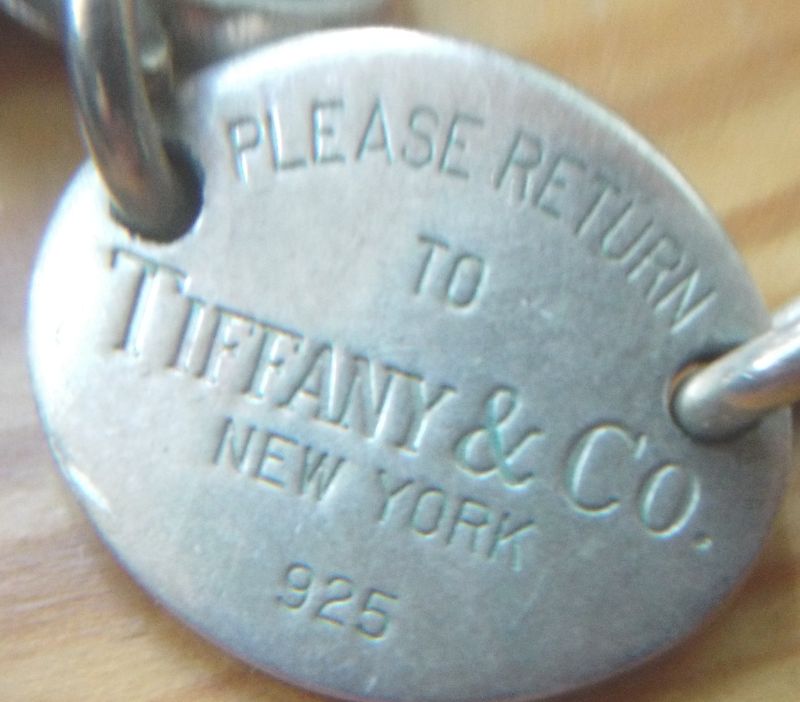 PLEASE RETURN
TO
TIFFANY & CO.
NEW YORK
925